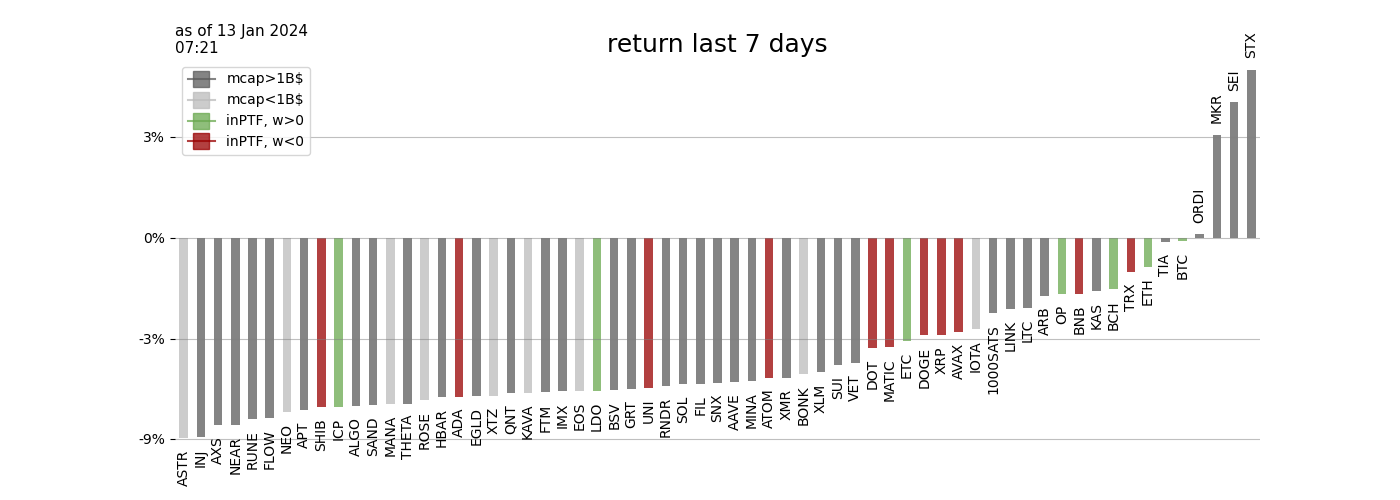 as of 13 Jan 2024
07:21
return last 7 days
mcap>1B$
mcap<1B$
inPTF, w>0
inPTF, w<0
3%
0%
-3%
-9%
ASTR
INJ
AXS
NEAR
RUNE
FLOW
NEO
APT
SHIB
ICP
ALGO
SAND
MANA
THETA
ROSE
HBAR
ADA
EGLD
XTZ
QNT
KAVA
FTM
IMX
EOS
LDO
BSV
GRT
UNI
RNDR
SOL
FIL
SNX
AAVE
MINA
ATOM
XMR
BONK
XLM
SUI
VET
DOT
MATIC
ETC
DOGE
XRP
AVAX
IOTA
1000SATS
LINK
LTC
ARB
OP
BNB
KAS
BCH
TRX
ETH
TIA
BTC
ORDI
MKR
SEI
STX